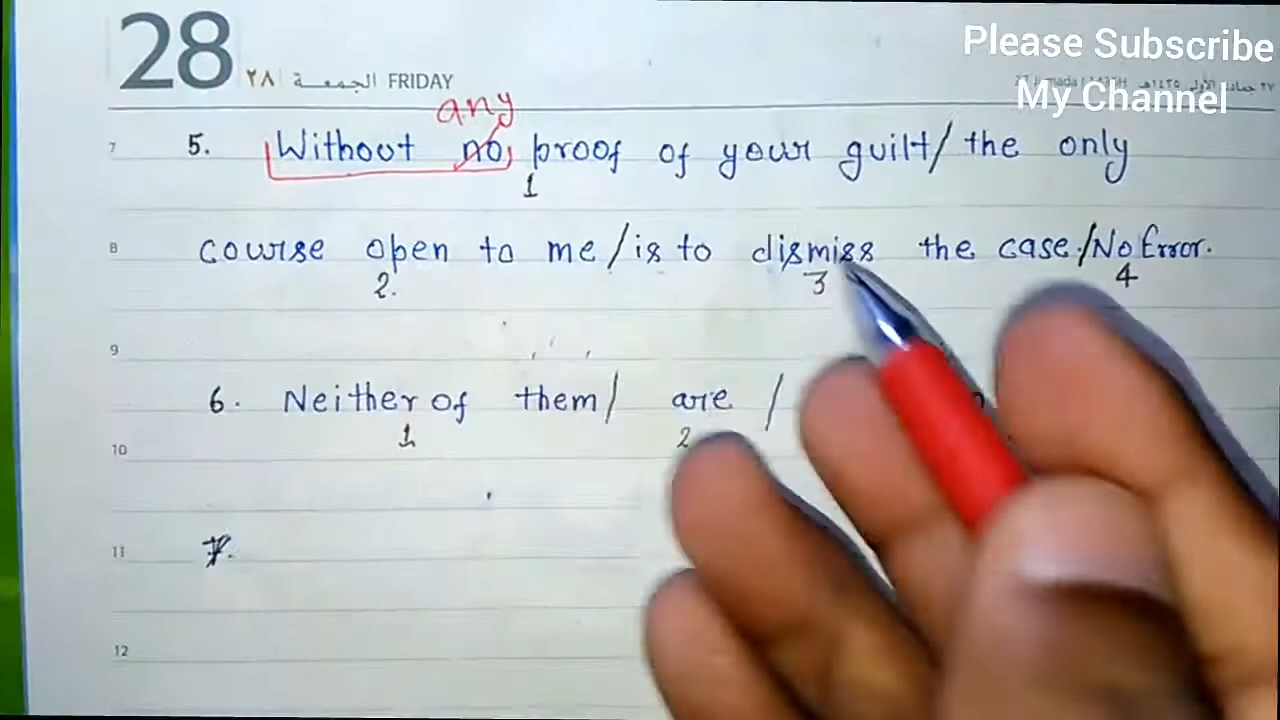 28 ٢٨ الجمعة FRIDAY
Please Subscribe
My Channel
any
7 5. Without no proof of your guilt/ the only
1
8 course open to me / is to dismiss the case./No Error.
2. 3 4
9
6. Neither of them/ are /
1 2
10
11 7.
12